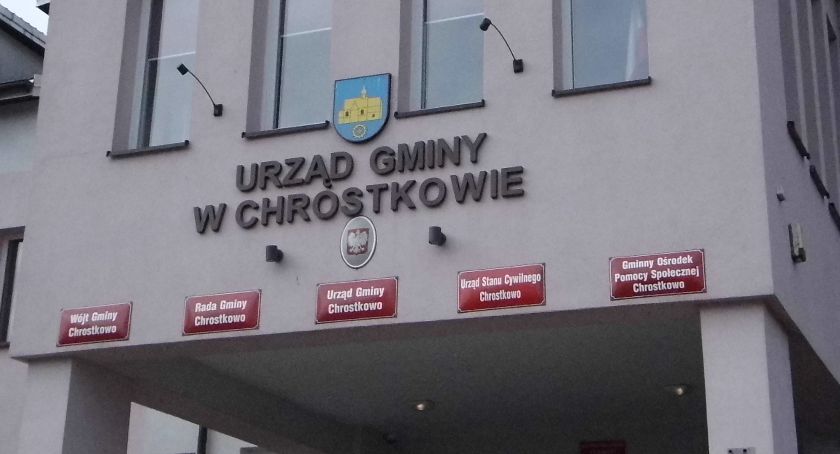 URZĄD GMINY
W CHRÓSTKOWIE
Wójt Gminy
Chrostkowo
Rada Gminy
Chrostkowo
Urząd Gminy
Chrostkowo
Urząd Stanu Cywilnego
Chrostkowo
Gminny Ośrodek
Pomocy Społecznej
Chrostkowo